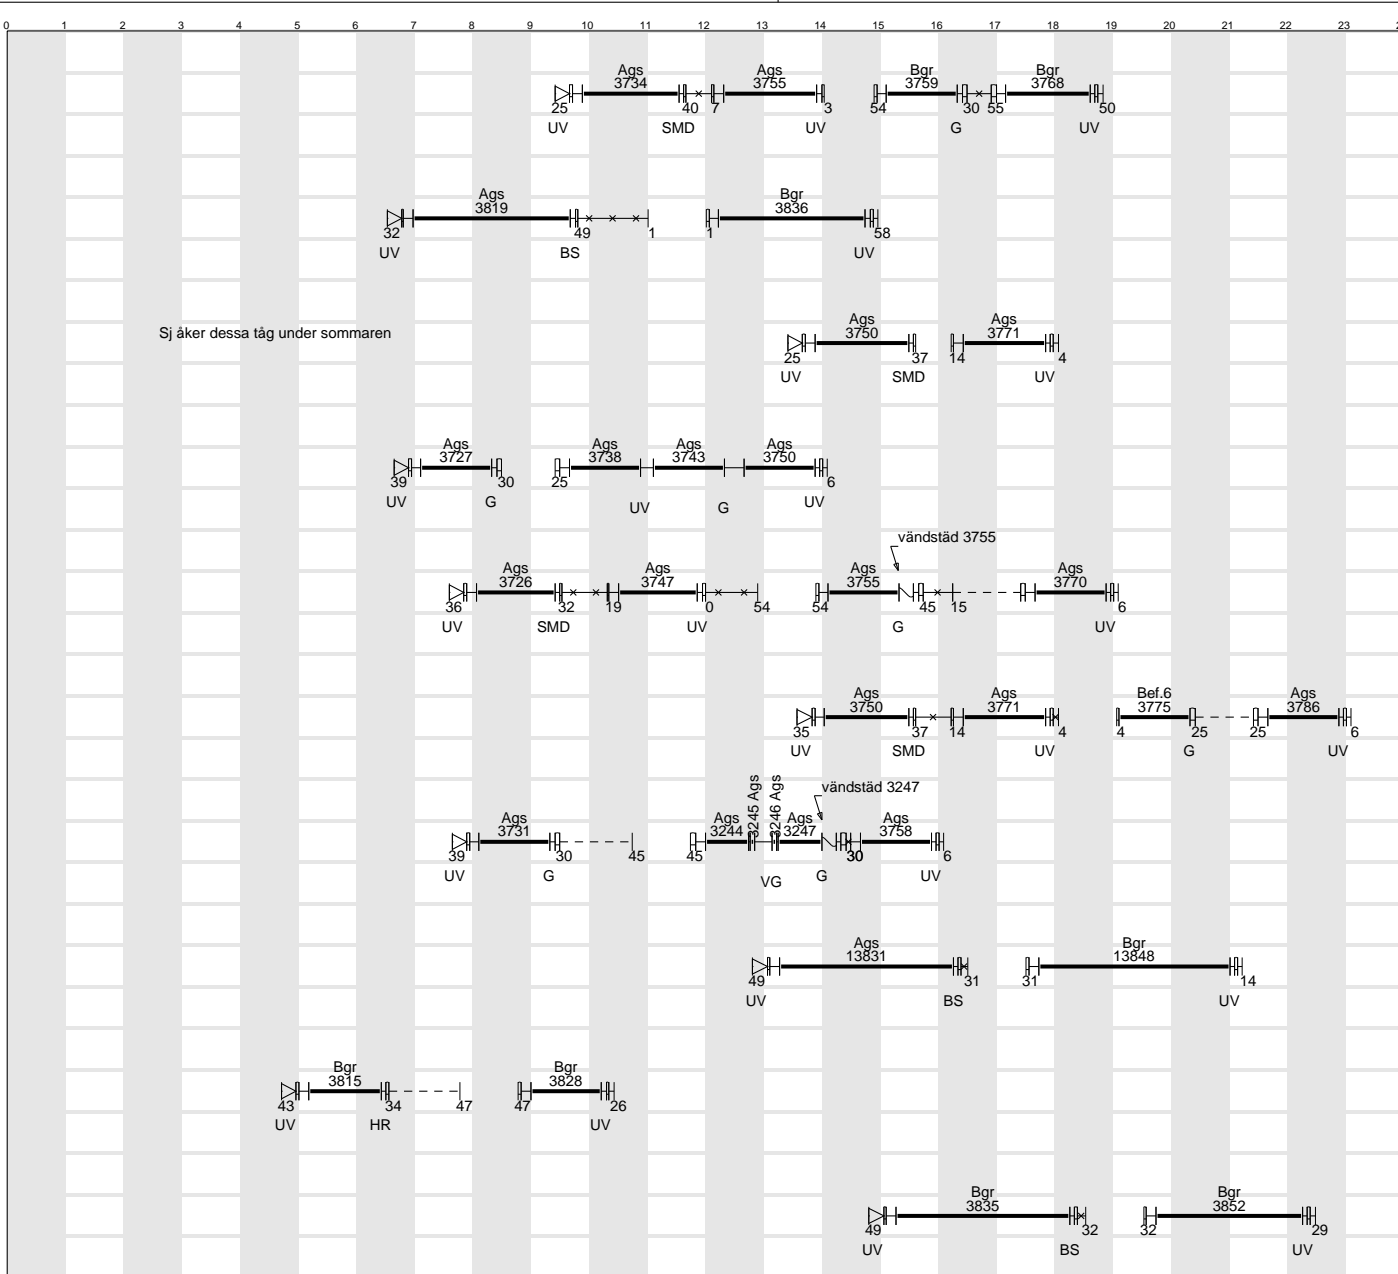 0 1 2 3 4 5 6 7 8 9 10 11 12 13 14 15 16 17 18 19 20 21 22 23 2
Ags Ags Bgr Bgr
3734 3755 3759 3768
25 40 7 3 54 30 55 50
UV SMD UV G UV
Ags Bgr
3819 3836
32 49 1 1 58
UV BS UV
Sj åker dessa tåg under sommaren
Ags Ags
3750 3771
25 37 14 4
UV SMD UV
Ags Ags Ags Ags
3727 3738 3743 3750
39 30 25 6
UV G UV G UV
vändstäd 3755
Ags Ags Ags Ags
3726 3747 3755 3770
36 32 19 0 54 54 45 15 6
UV SMD UV G UV
Ags Ags Bef.6 Ags
3750 3771 3775 3786
35 37 14 4 4 25 25 6
UV SMD UV G UV
vändstäd 3247
Ags Ags 3245 Ags 3246 Ags Ags Ags
3731 3244 3247 3758
39 30 45 45 30 6
UV G VG G UV
Ags Bgr
13831 13848
49 31 31 14
UV BS UV
Bgr Bgr
3815 3828
43 34 47 47 26
UV HR UV
Bgr Bgr
3835 3852
49 32 32 29
UV BS UV